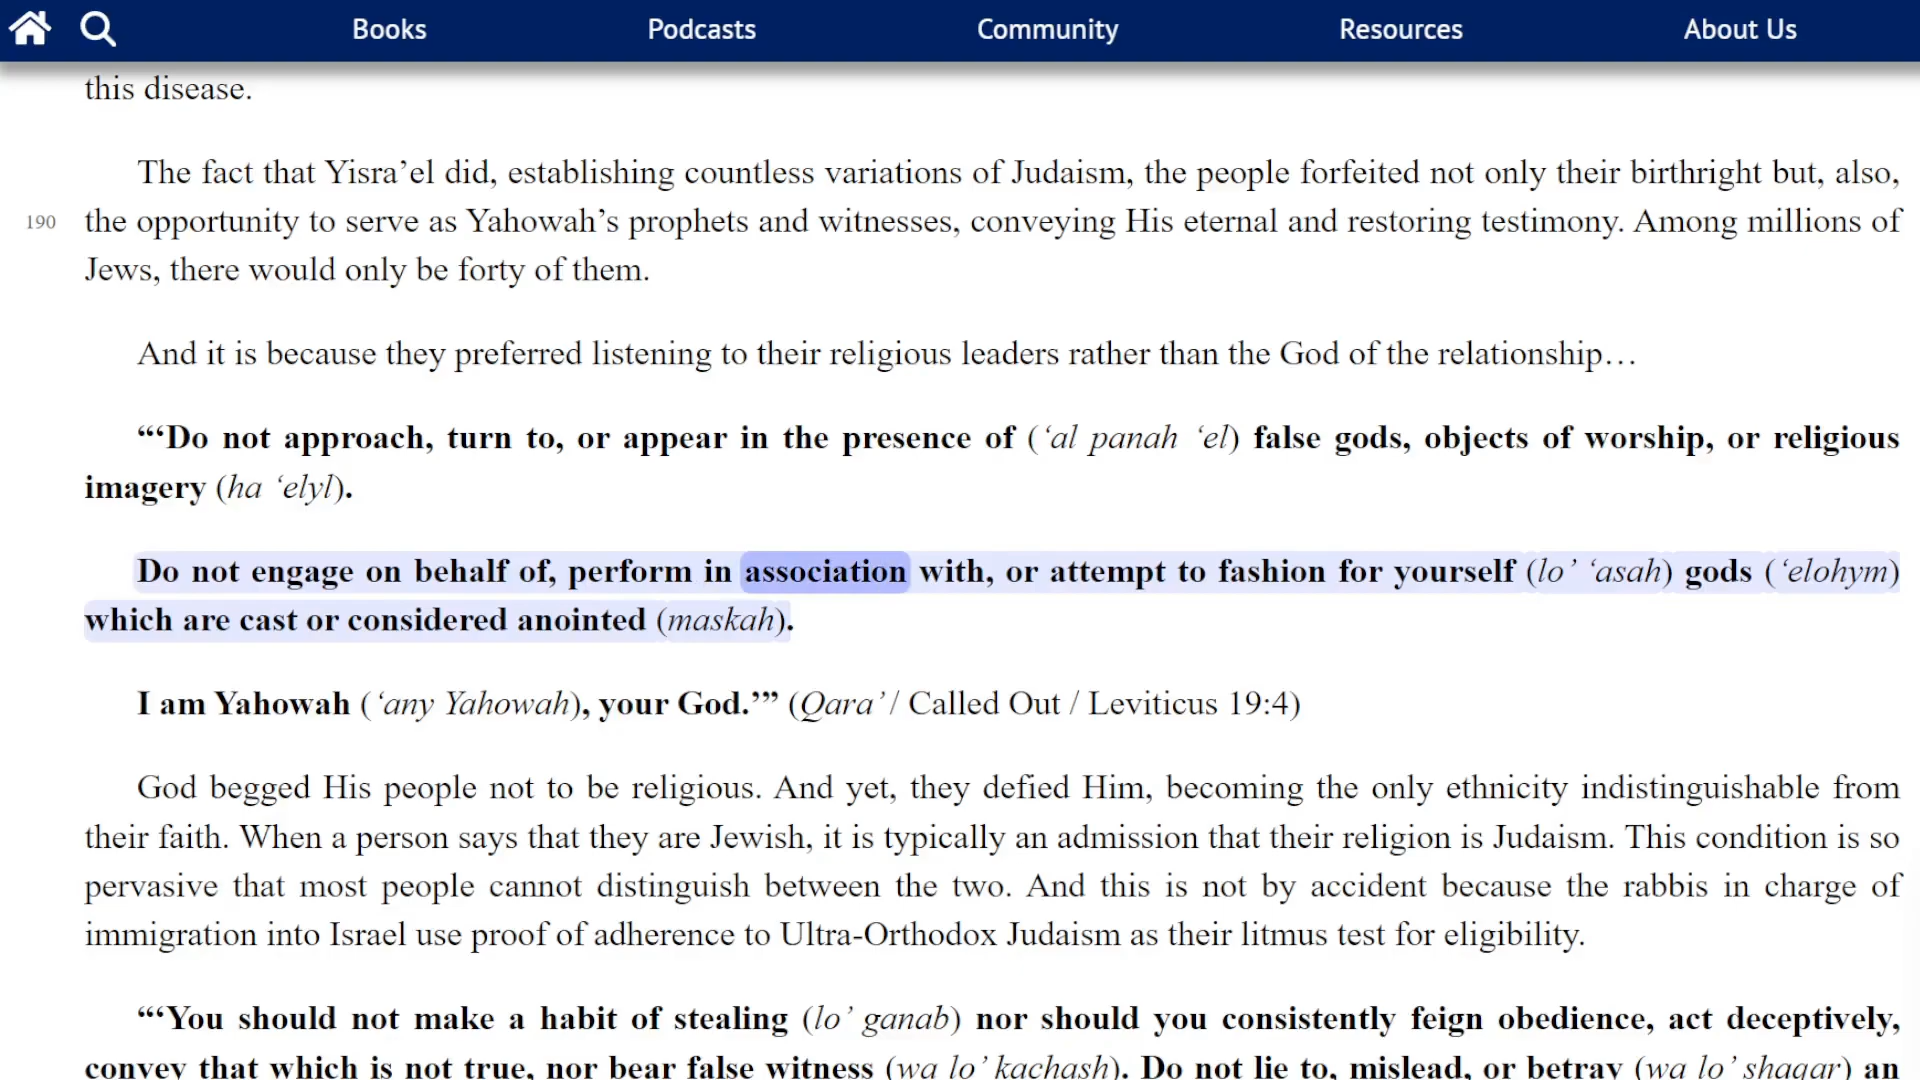 Books Podcasts Community Resources About Us
this disease.
The fact that Yisra’el did, establishing countless variations of Judaism, the people forfeited not only their birthright but, also,
190 the opportunity to serve as Yahowah’s prophets and witnesses, conveying His eternal and restoring testimony. Among millions of
Jews, there would only be forty of them.
And it is because they preferred listening to their religious leaders rather than the God of the relationship…
“‘Do not approach, turn to, or appear in the presence of (‘al panah ‘el) false gods, objects of worship, or religious
imagery (ha ‘elyl).
Do not engage on behalf of, perform in association with, or attempt to fashion for yourself (lo’ ‘asah) gods (‘elohym)
which are cast or considered anointed (maskah).
I am Yahowah (‘any Yahowah), your God.’” (Qara’ / Called Out / Leviticus 19:4)
God begged His people not to be religious. And yet, they defied Him, becoming the only ethnicity indistinguishable from
their faith. When a person says that they are Jewish, it is typically an admission that their religion is Judaism. This condition is so
pervasive that most people cannot distinguish between the two. And this is not by accident because the rabbis in charge of
immigration into Israel use proof of adherence to Ultra-Orthodox Judaism as their litmus test for eligibility.
“‘You should not make a habit of stealing (lo’ ganab) nor should you consistently feign obedience, act deceptively,
convey that which is not true, nor bear false witness (wa lo’ kachash). Do not lie to, mislead, or betray (wa lo’ shaqar) an